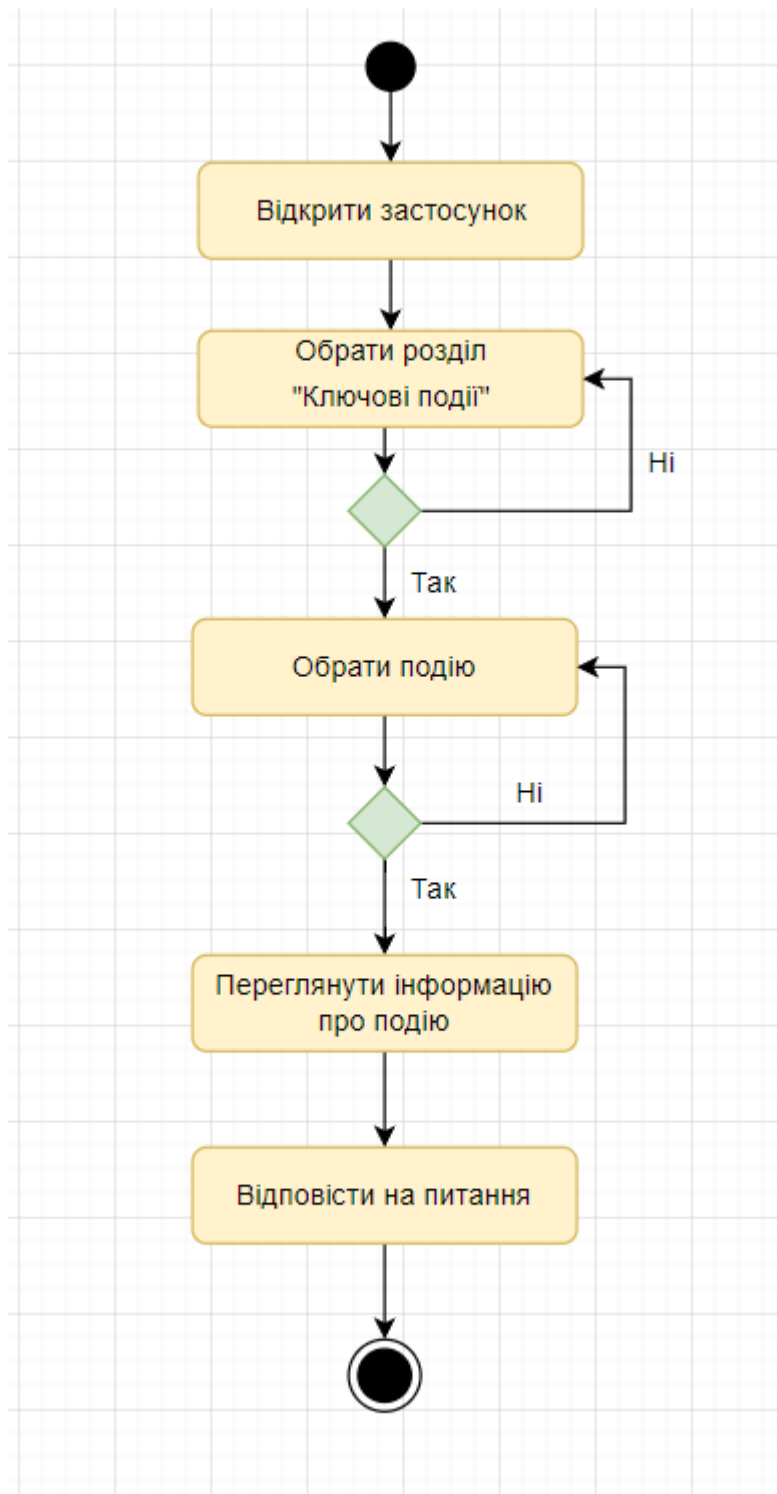 Відкрити застосунок
Обрати розділ
"Ключові події"
Ні
Так
Обрати подію
Ні
Так
Переглянути інформацію
про подію
Відповісти на питання